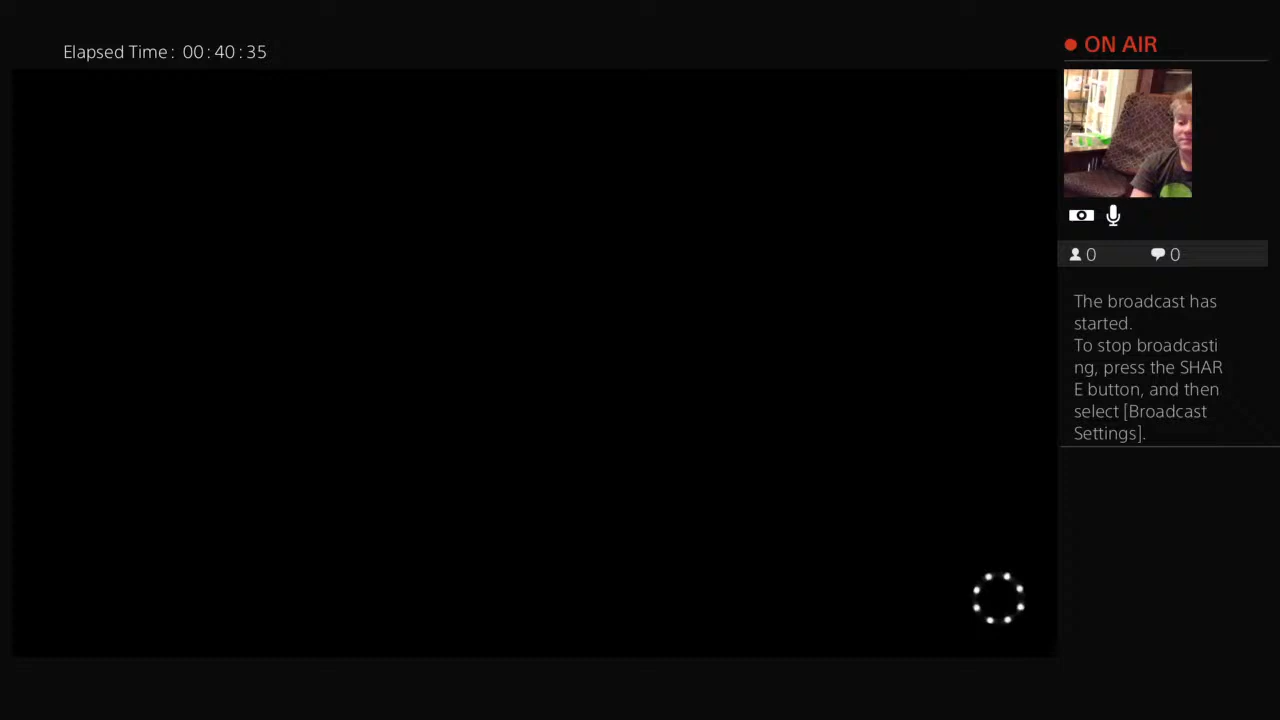 Elapsed Time: 00:40:35
ON AIR
0 0
The broadcast has
started.
To stop broadcasti
ng, press the SHAR
E button, and then
select [Broadcast
Settings].